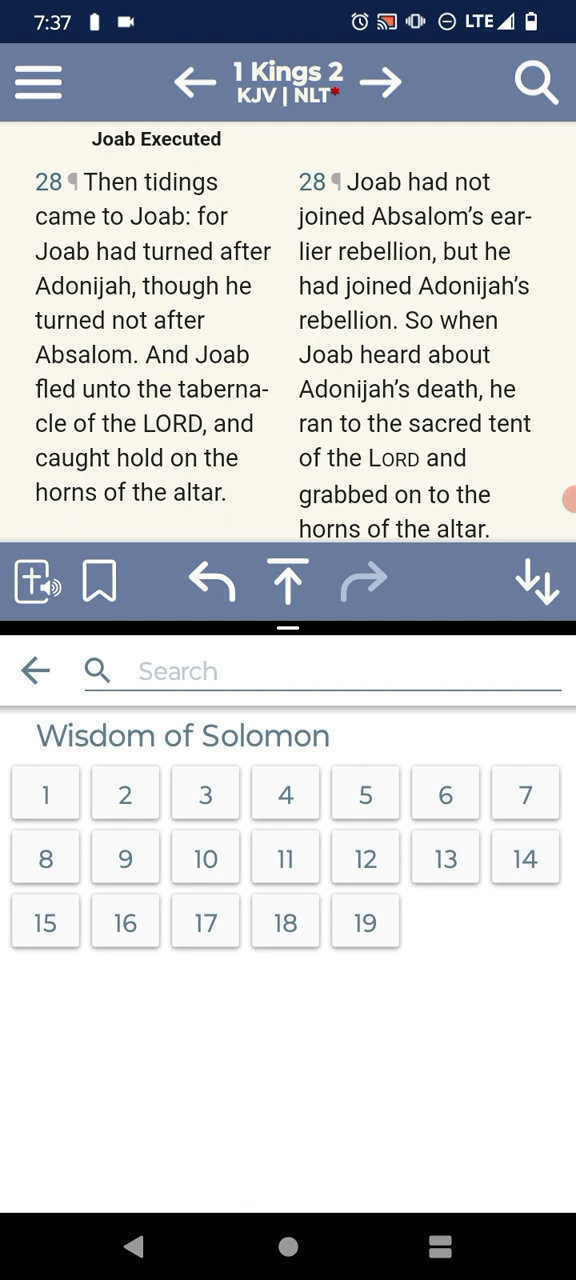 7:37
LTE
1 Kings 2
KJV | NLT*
Joab Executed
28 ¶ Then tidings
came to Joab: for
Joab had turned after
Adonijah, though he
turned not after
Absalom. And Joab
fled unto the taberna-
cle of the LORD, and
caught hold on the
horns of the altar.
28 ¶ Joab had not
joined Absalom’s ear-
lier rebellion, but he
had joined Adonijah’s
rebellion. So when
Joab heard about
Adonijah’s death, he
ran to the sacred tent
of the LORD and
grabbed on to the
horns of the altar.
Search
Wisdom of Solomon
1 2 3 4 5 6 7
8 9 10 11 12 13 14
15 16 17 18 19